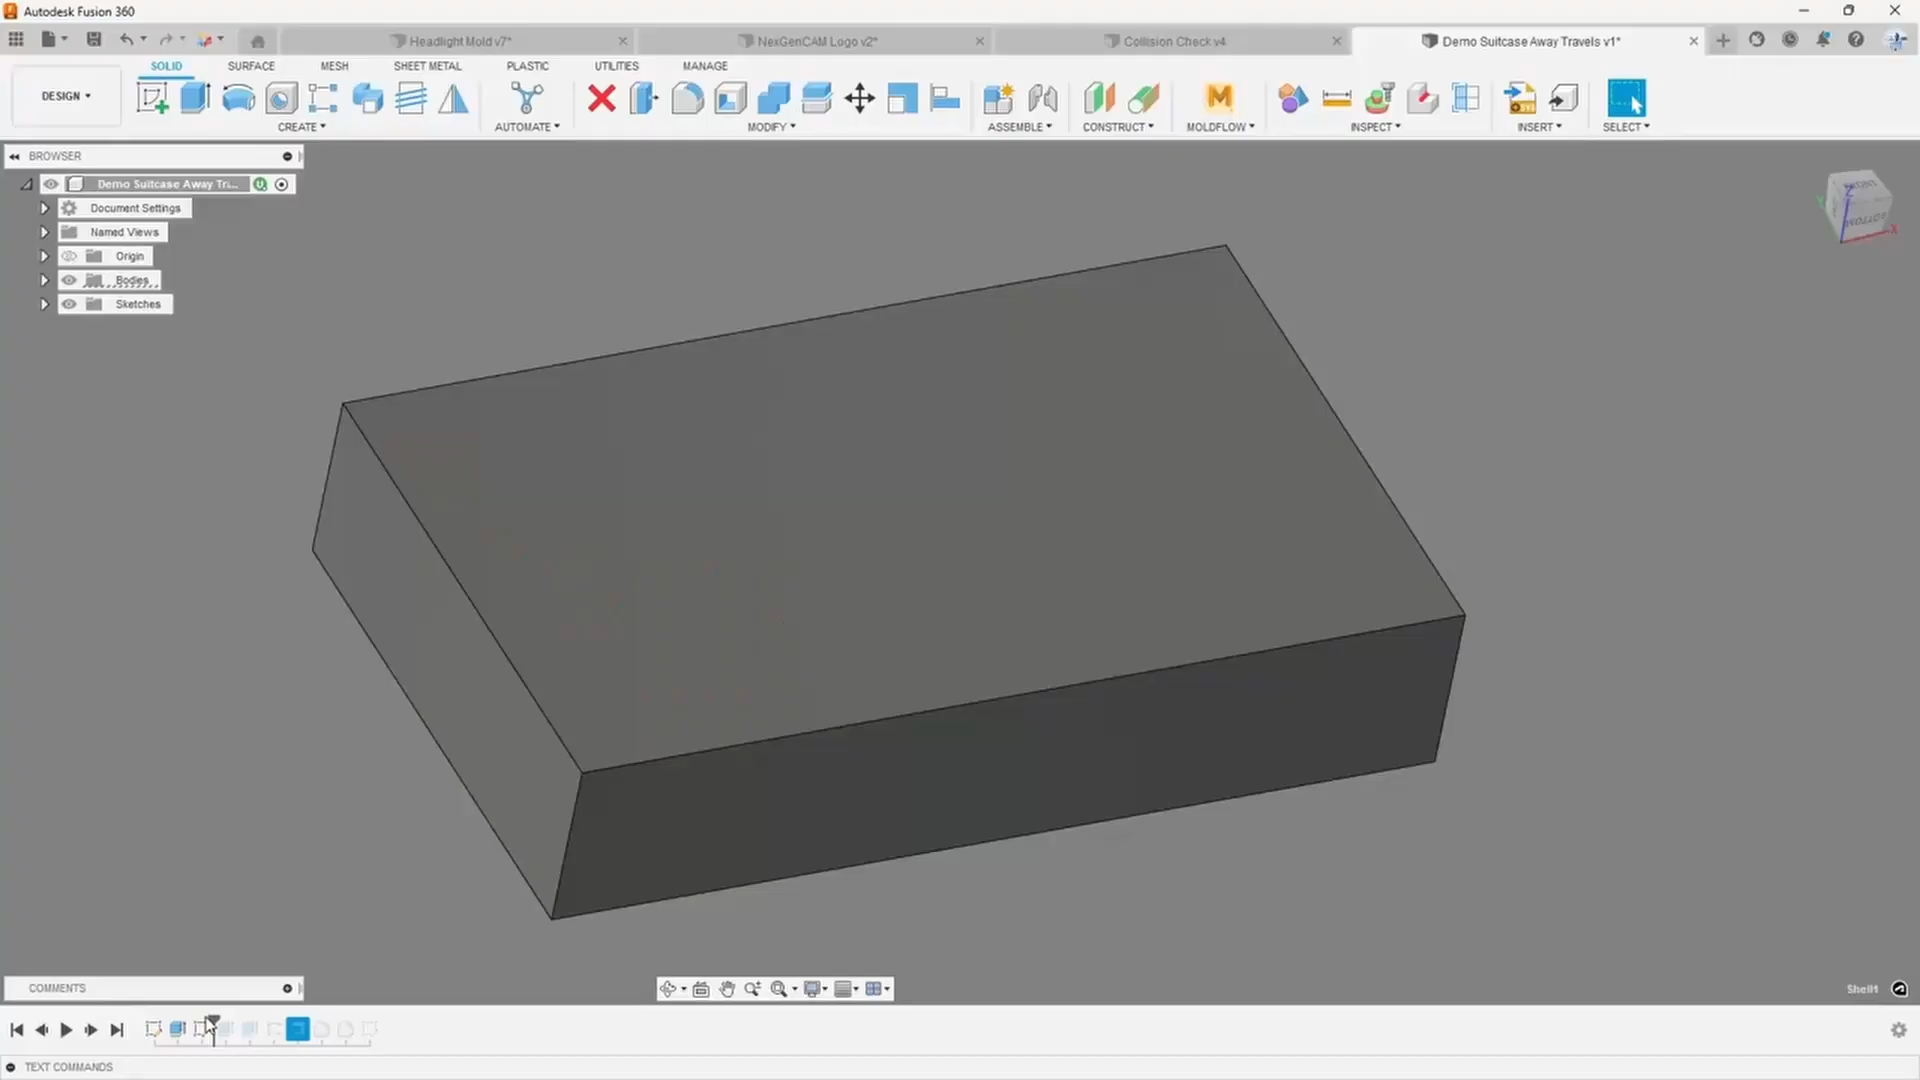 Autodesk Fusion 360
Headlight Mold v7*
NexGenCAM Logo v2*
Collision Check v4
Demo Suitcase Away Travels v1*
SOLID
SURFACE
MESH
SHEET METAL
PLASTIC
UTILITIES
MANAGE
DESIGN
CREATE
AUTOMATE
MODIFY
ASSEMBLE
CONSTRUCT
M
MOLDFLOW
INSPECT
INSERT
SELECT
BROWSER
Demo Suitcase Away Tr...
Document Settings
Named Views
Origin
Bodies
Sketches
FRONT
BOTTOM
Z
Y
X
COMMENTS
Shell1
TEXT COMMANDS